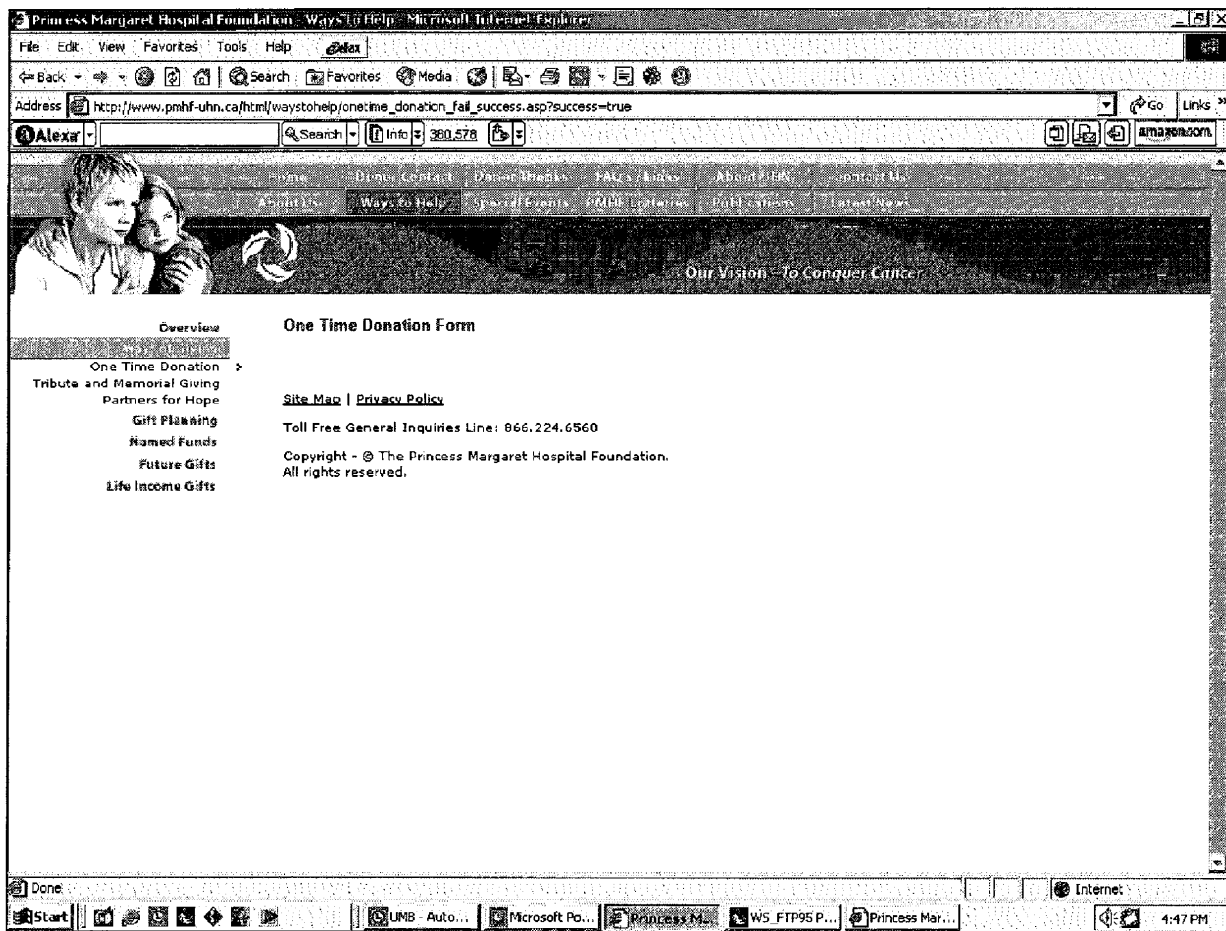 Princess Margaret Hospital Foundation - Ways To Help - Microsoft Internet Explorer
File Edit View Favorites Tools Help
Back Search Favorites Media
Address http://www.pmhf-uhn.ca/html/waystohelp/onetime_donation_fail_success.asp?success=true Go Links »
Alexa Search Info 380,578 amazon.com
Home Donor Contact Donor Thanks FAQs / Links About UHN Contact Us
About Us Ways to Help Special Events PMHF Lotteries Publications Latest News
Our Vision - To Conquer Cancer
Overview
One Time Donation >
Tribute and Memorial Giving
Partners for Hope
Gift Planning
Named Funds
Future Gifts
Life Income Gifts
One Time Donation Form
Site Map | Privacy Policy
Toll Free General Inquiries Line: 866.224.6560
Copyright - © The Princess Margaret Hospital Foundation.
All rights reserved.
Done Internet
Start UMB - Auto... Microsoft Po... Princess M... WS_FTP95 P... Princess Mar... 4:47 PM